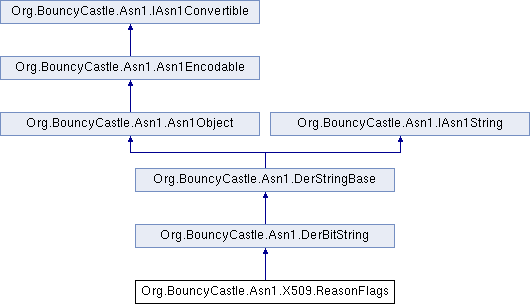 Org.BouncyCastle.Asn1.IAsn1Convertible
Org.BouncyCastle.Asn1.Asn1Encodable
Org.BouncyCastle.Asn1.Asn1Object
Org.BouncyCastle.Asn1.IAsn1String
Org.BouncyCastle.Asn1.DerStringBase
Org.BouncyCastle.Asn1.DerBitString
Org.BouncyCastle.Asn1.X509.ReasonFlags